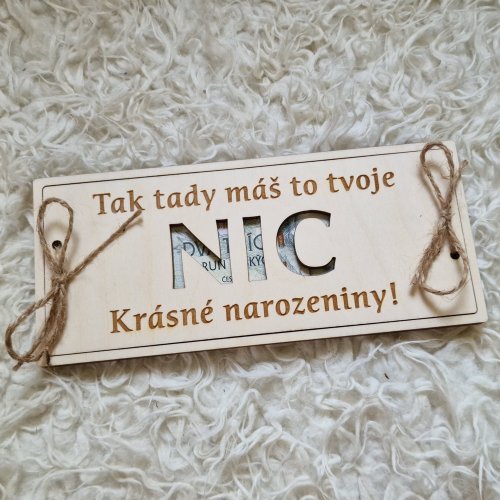 Tak tady máš to tvoje
NIC
Krásné narozeniny!